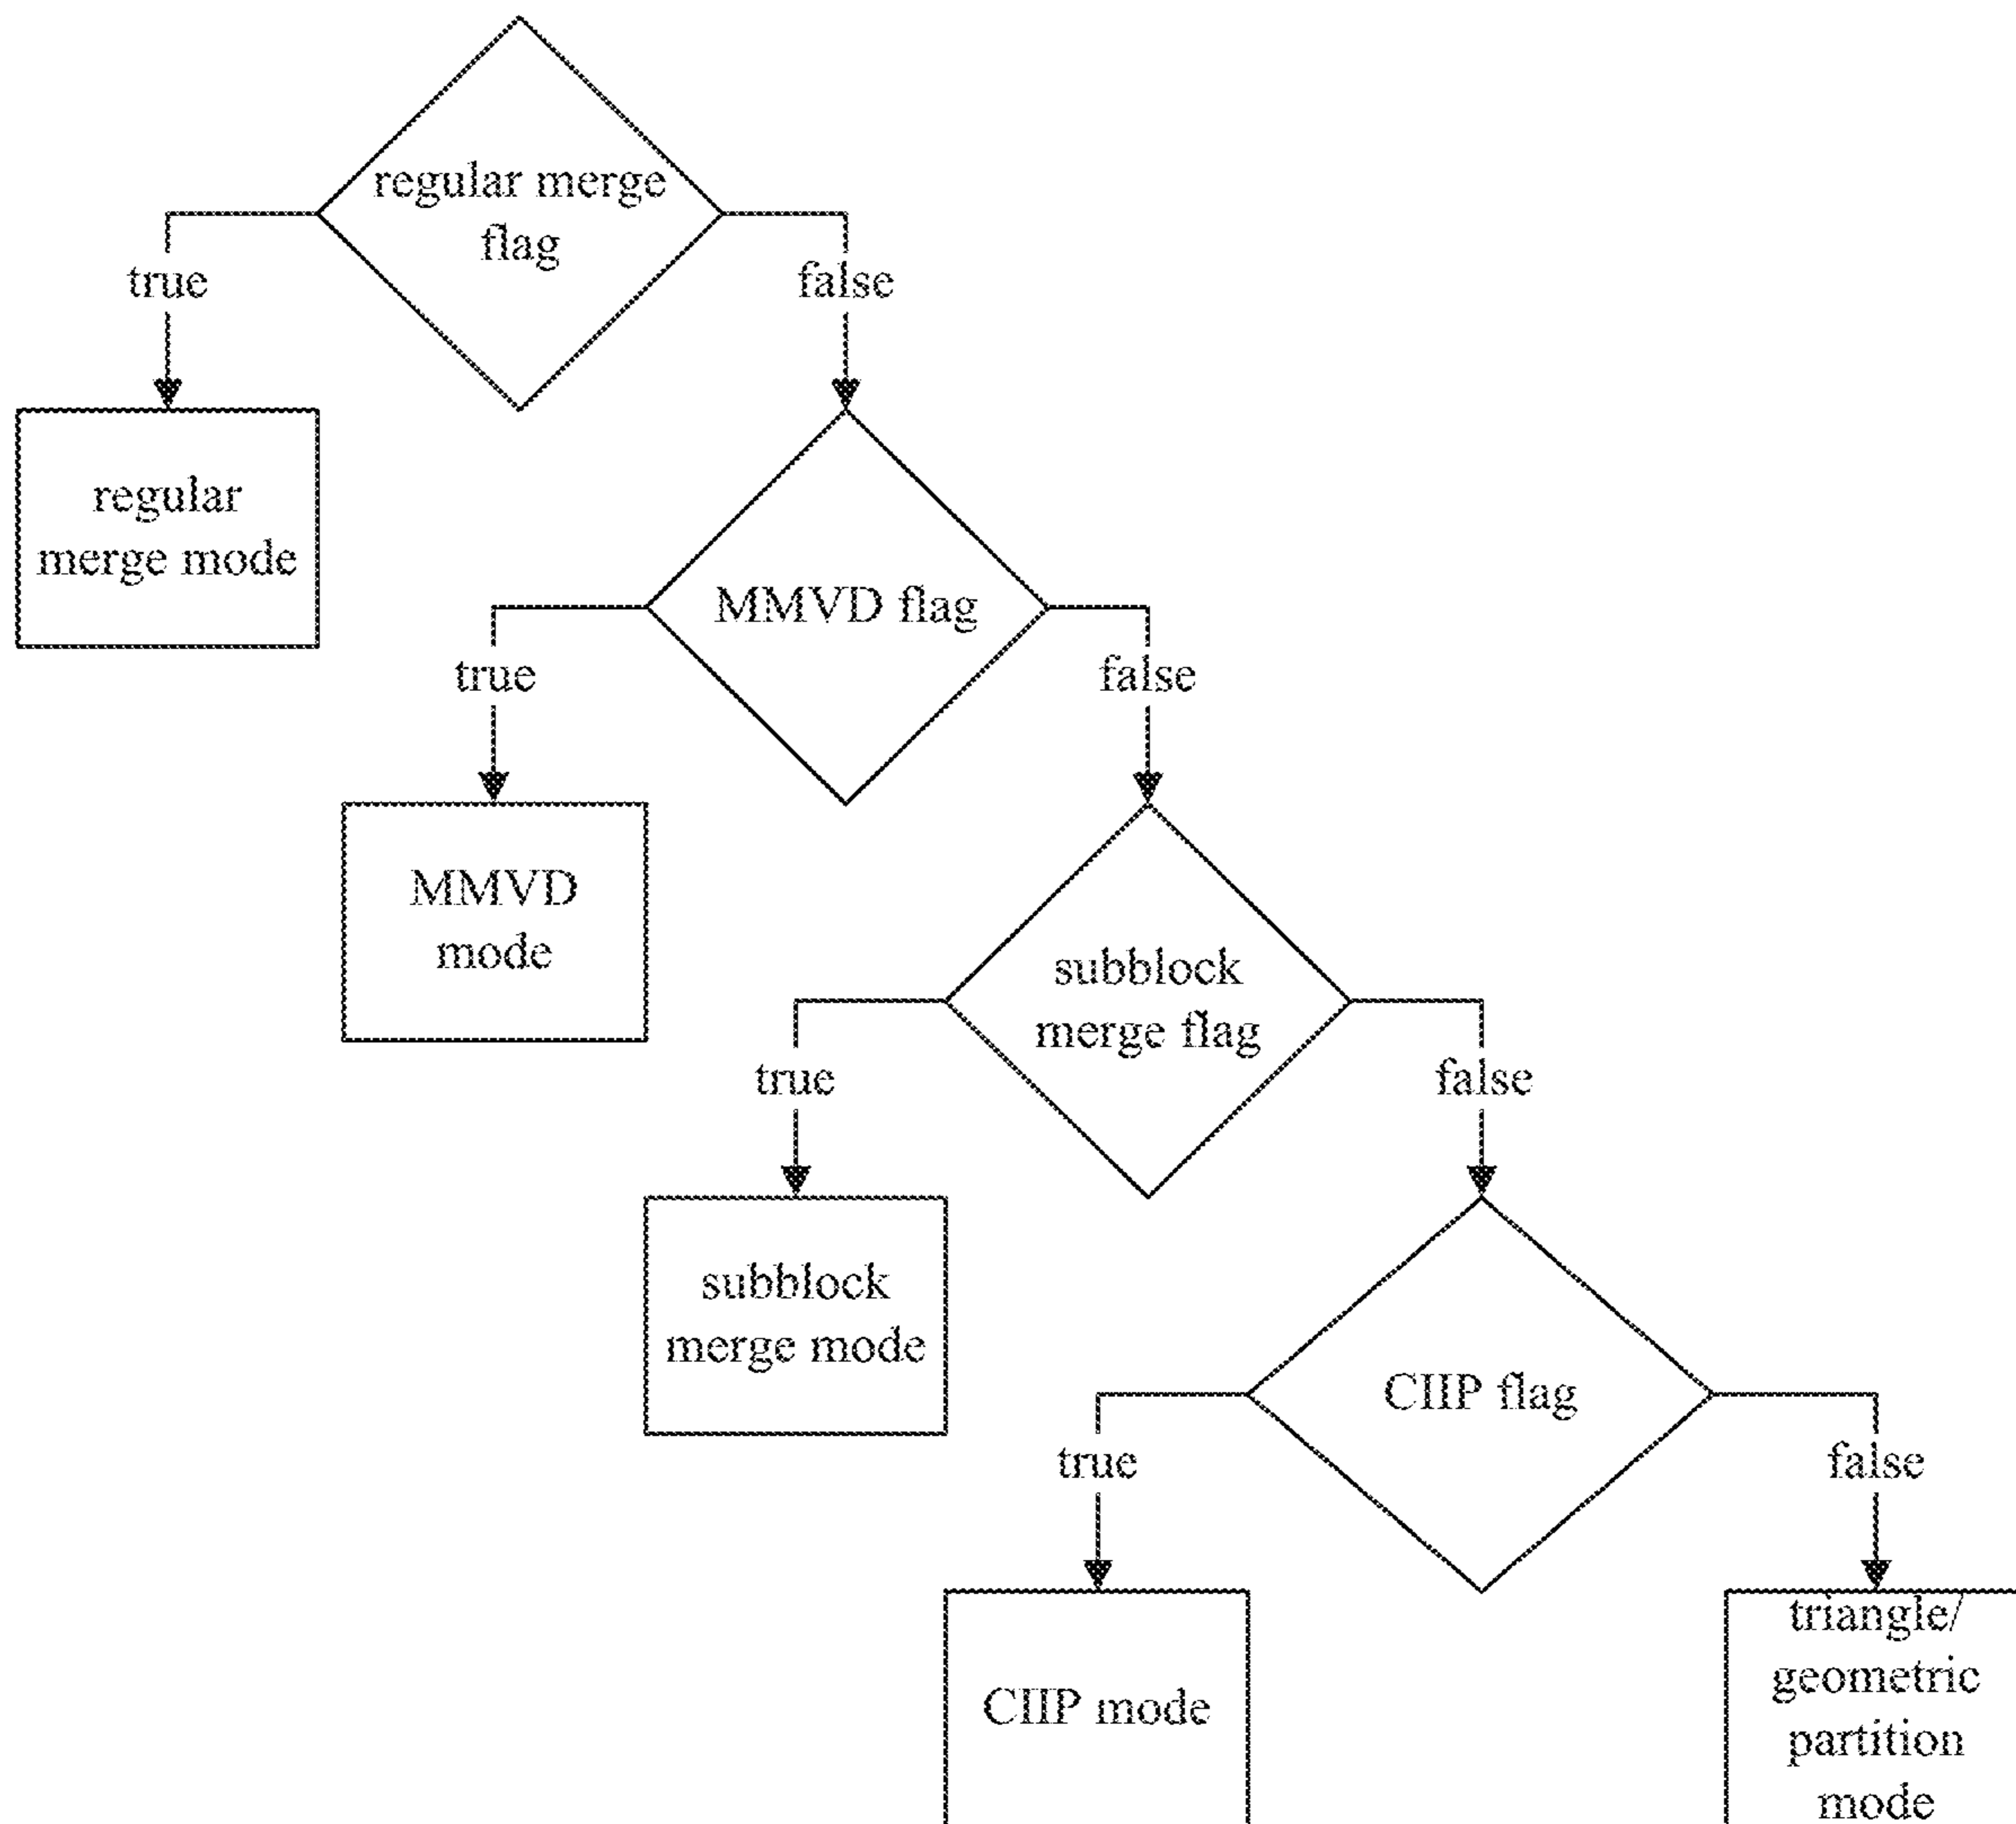 regular merge
flag
true
false
regular
merge mode
MMVD flag
true
false
MMVD
mode
subblock
merge flag
true
false
subblock
merge mode
CIIP flag
true
false
CIIP mode
triangle/
geometric
partition
mode